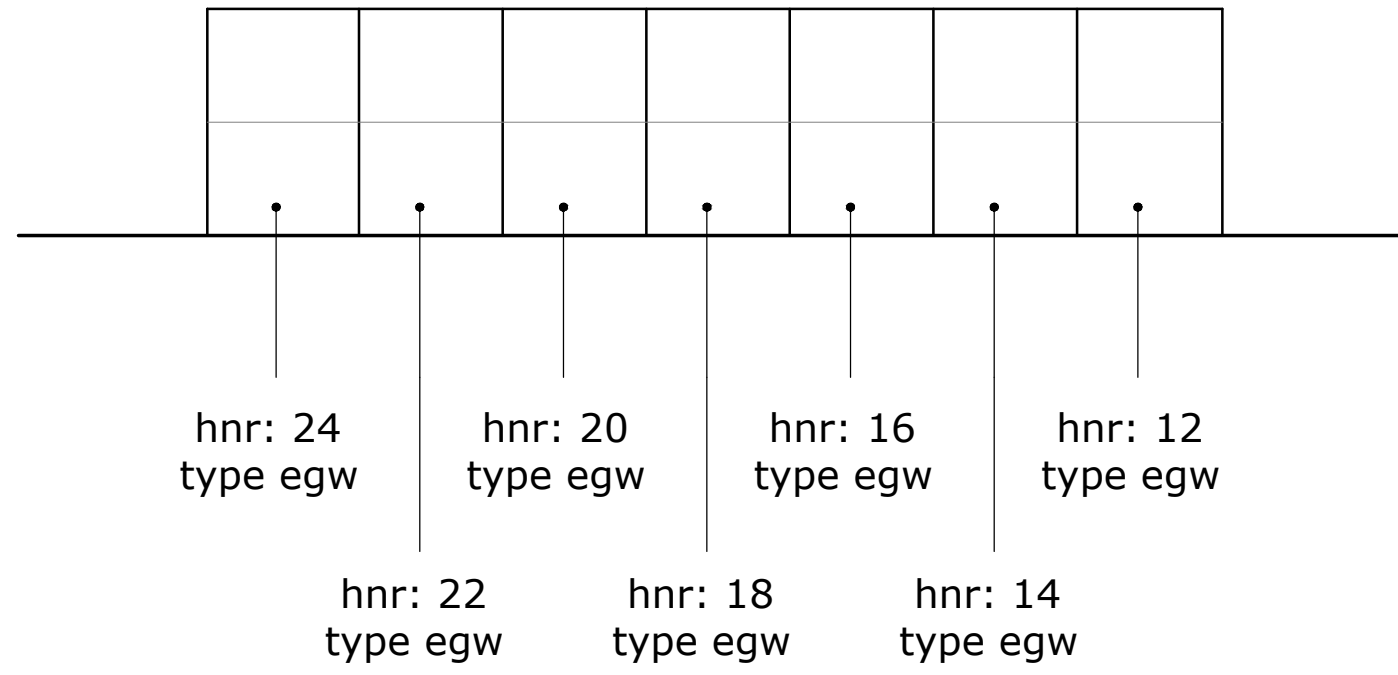 hnr: 24
type egw
hnr: 20
type egw
hnr: 16
type egw
hnr: 12
type egw
hnr: 22
type egw
hnr: 18
type egw
hnr: 14
type egw